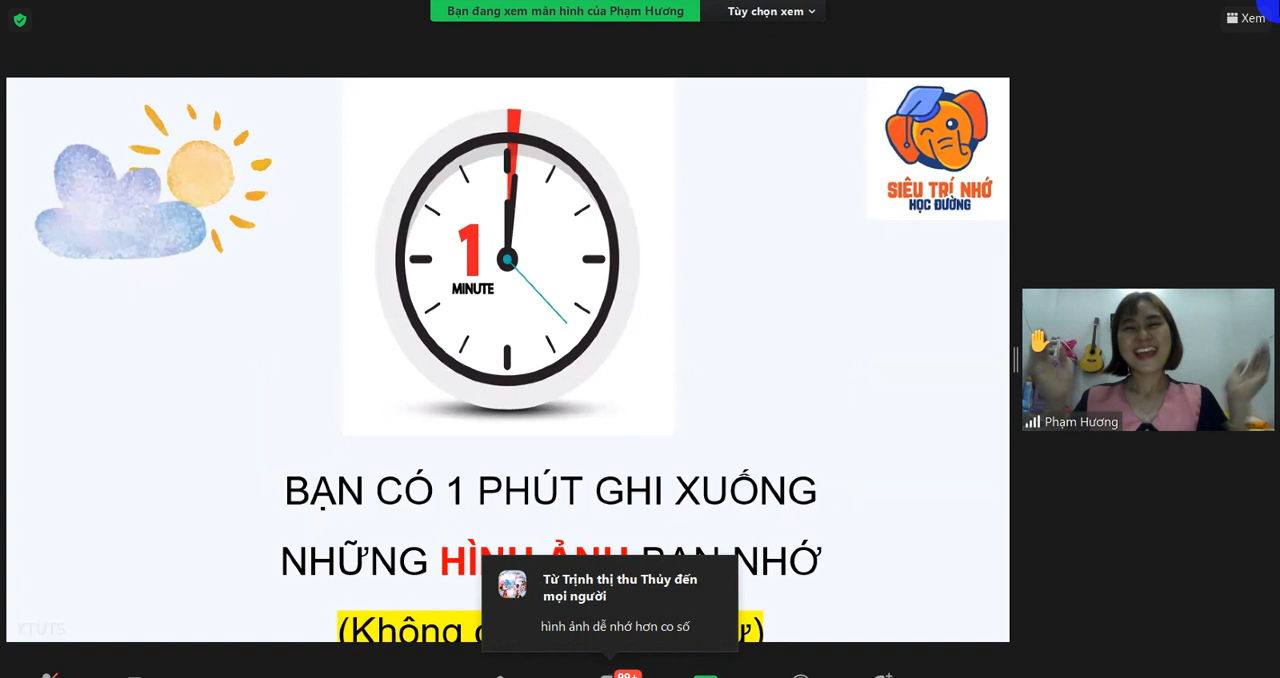 Bạn đang xem màn hình của Phạm Hương
Tùy chọn xem
Xem
SIÊU TRÍ NHỚ
HỌC ĐƯỜNG
1
MINUTE
Phạm Hương
BẠN CÓ 1 PHÚT GHI XUỐNG
NHỮNG HÌNH ẢNH BẠN NHỚ
(Không
Từ Trịnh thị thu Thủy đến
mọi người
hình ảnh dễ nhớ hơn co số
XTUTS
99+